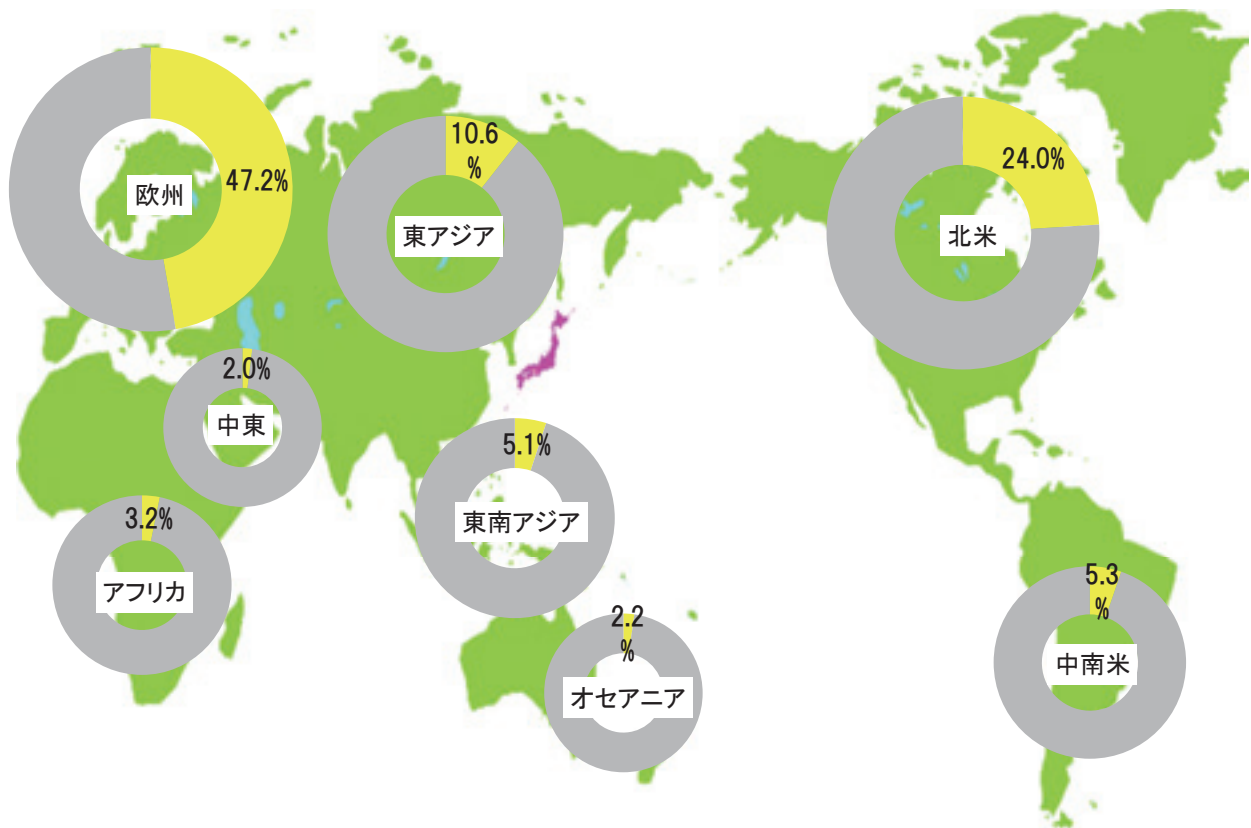 47.2%
欧州
10.6
%
東アジア
24.0%
北米
2.0%
中東
5.1%
東南アジア
3.2%
アフリカ
2.2
%
オセアニア
5.3
%
中南米